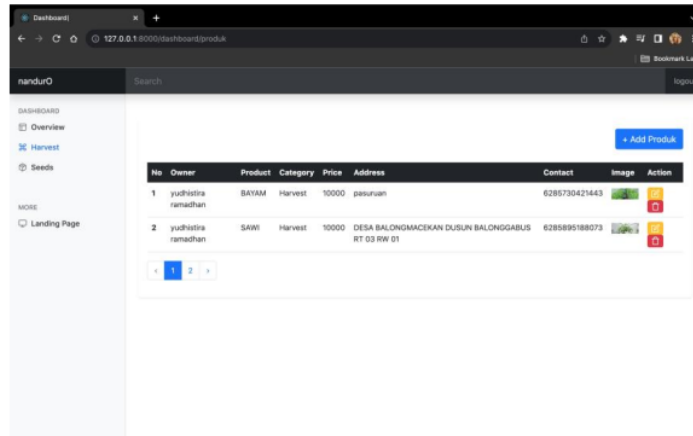 Dashboard|
127.0.0.1:8000/dashboard/produk
Bookmark La
nandurO
Search
logou
DASHBOARD
Overview
Harvest
Seeds
MORE
Landing Page
+ Add Produk
No Owner Product Category Price Address Contact Image Action
1 yudhistira ramadhan BAYAM Harvest 10000 pasuruan 6285730421443
2 yudhistira ramadhan SAWI Harvest 10000 DESA BALONGMACEKAN DUSUN BALONGGABUS RT 03 RW 01 6285895188073
‹ 1 2 ›